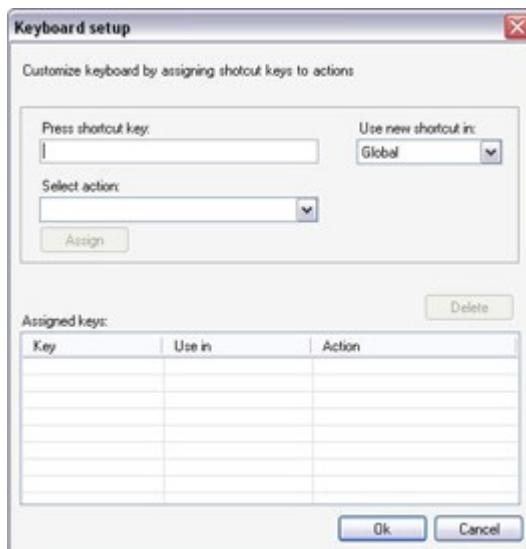 Keyboard setup
Customize keyboard by assigning shotcut keys to actions
Press shortcut key: Use new shortcut in:
Global
Select action:
Assign
Delete
Assigned keys:
Key Use in Action
Ok Cancel